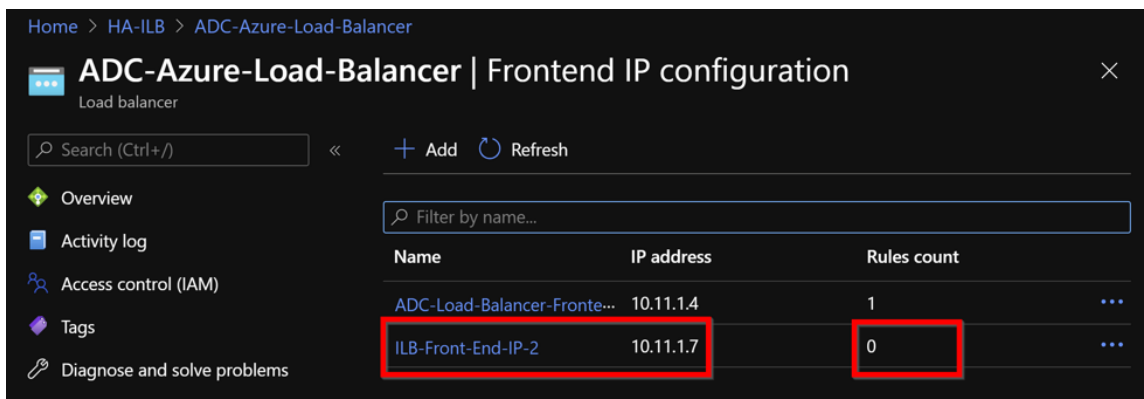 Home > HA-ILB > ADC-Azure-Load-Balancer
ADC-Azure-Load-Balancer | Frontend IP configuration
Load balancer
Search (Ctrl+/)
«
Add
Refresh
Overview
Activity log
Access control (IAM)
Tags
Diagnose and solve problems
Filter by name...
Name IP address Rules count
ADC-Load-Balancer-Fronte... 10.11.1.4 1 ...
ILB-Front-End-IP-2 10.11.1.7 0 ...